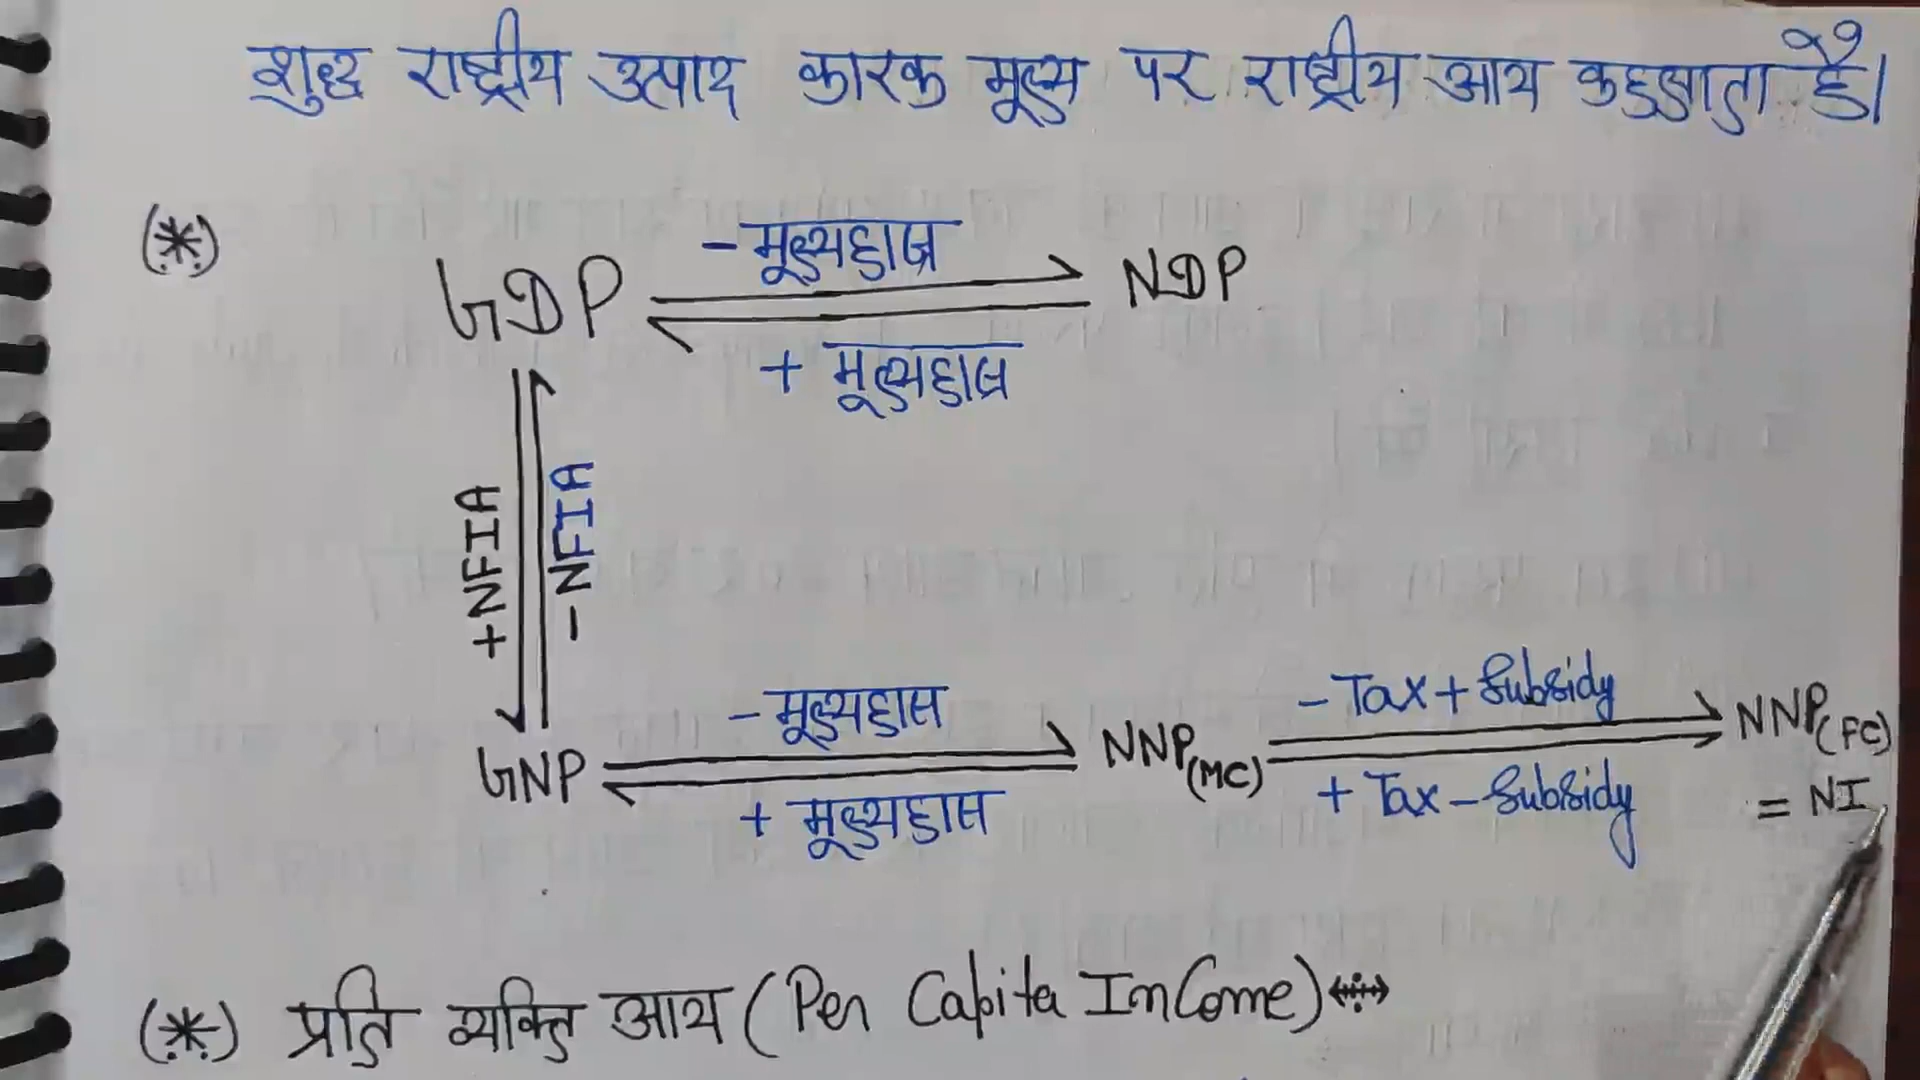 शुद्ध राष्ट्रीय उत्पाद कारक मूल्य पर राष्ट्रीय आय कहलाता है।
(*)
GDP
- मूल्यह्रास
NDP
+ मूल्यह्रास
+NFIA
-NFIA
GNP
- मूल्यह्रास
NNP(MC)
- Tax + Subsidy
NNP(FC)
+ मूल्यह्रास
+ Tax - Subsidy
= NI
(*) प्रति व्यक्ति आय (Per Capita InCome)